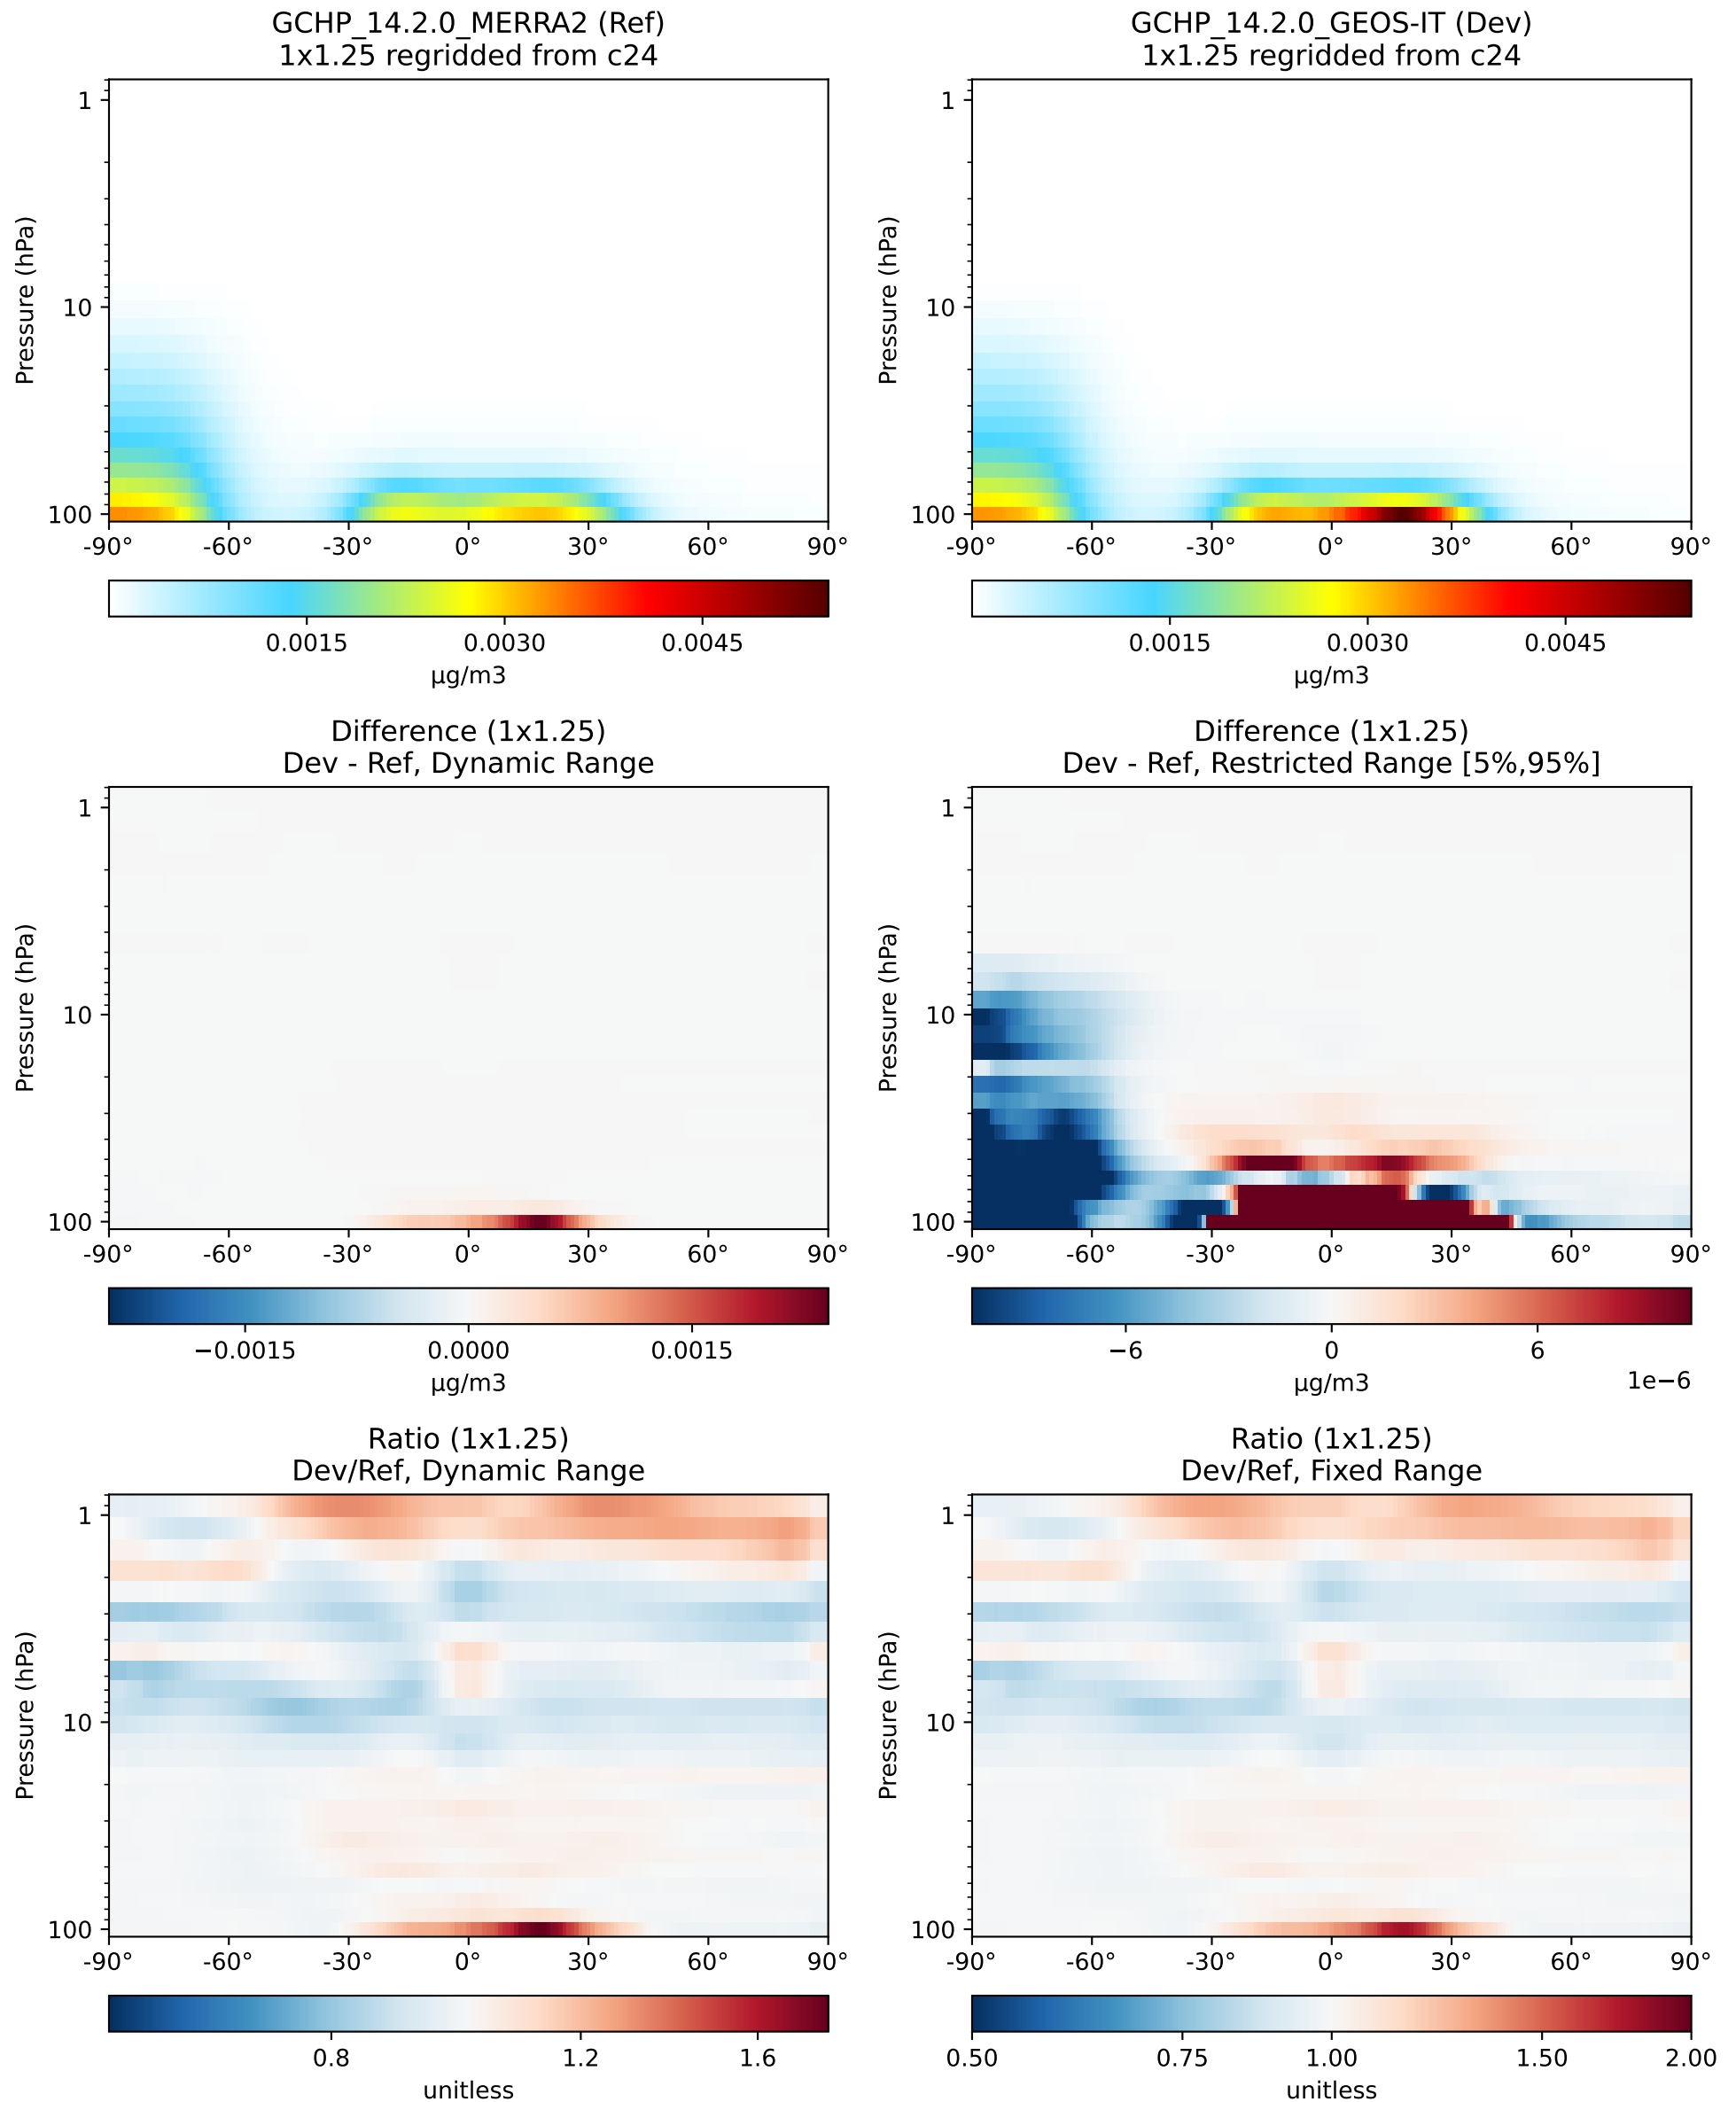 GCHP_14.2.0_MERRA2 (Ref)
1x1.25 regridded from c24
Pressure (hPa)
1
10
100
-90° -60° -30° 0° 30° 60° 90°
0.0015 0.0030 0.0045
µg/m3
GCHP_14.2.0_GEOS-IT (Dev)
1x1.25 regridded from c24
Pressure (hPa)
1
10
100
-90° -60° -30° 0° 30° 60° 90°
0.0015 0.0030 0.0045
µg/m3
Difference (1x1.25)
Dev - Ref, Dynamic Range
Pressure (hPa)
1
10
100
-90° -60° -30° 0° 30° 60° 90°
−0.0015 0.0000 0.0015
µg/m3
Difference (1x1.25)
Dev - Ref, Restricted Range [5%,95%]
Pressure (hPa)
1
10
100
-90° -60° -30° 0° 30° 60° 90°
−6 0 6
µg/m3
1e−6
Ratio (1x1.25)
Dev/Ref, Dynamic Range
Pressure (hPa)
1
10
100
-90° -60° -30° 0° 30° 60° 90°
0.8 1.2 1.6
unitless
Ratio (1x1.25)
Dev/Ref, Fixed Range
Pressure (hPa)
1
10
100
-90° -60° -30° 0° 30° 60° 90°
0.50 0.75 1.00 1.50 2.00
unitless